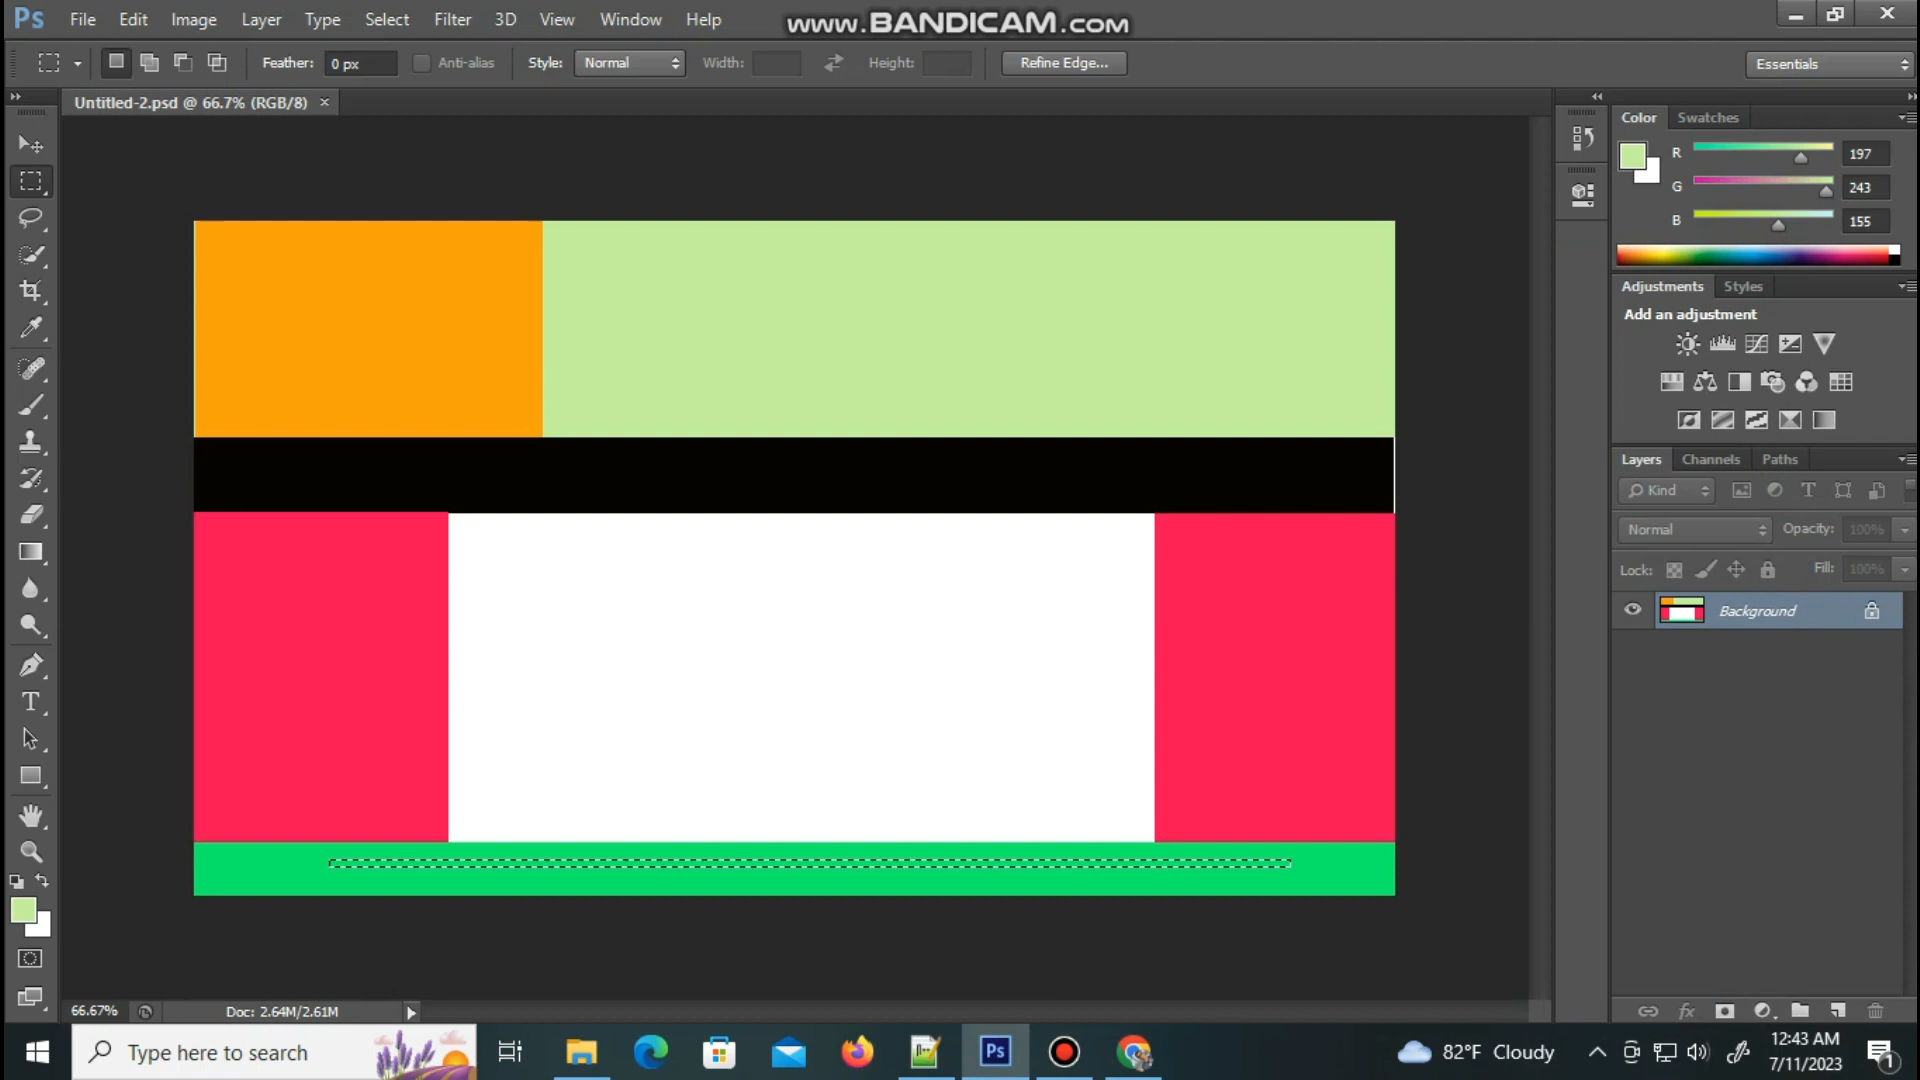 Ps File Edit Image Layer Type Select Filter 3D View Window Help
www.BANDICAM.com
Feather: 0 px Anti-alias Style: Normal Width: Height: Refine Edge... Essentials
Untitled-2.psd @ 66.7% (RGB/8) ×
Color Swatches
R 197
G 243
B 155
Adjustments Styles
Add an adjustment
Layers Channels Paths
Kind
Normal Opacity: 100%
Lock: Fill: 100%
Background
T
66.67% Doc: 2.64M/2.61M
Type here to search
Ps
82°F Cloudy
12:43 AM
7/11/2023
1